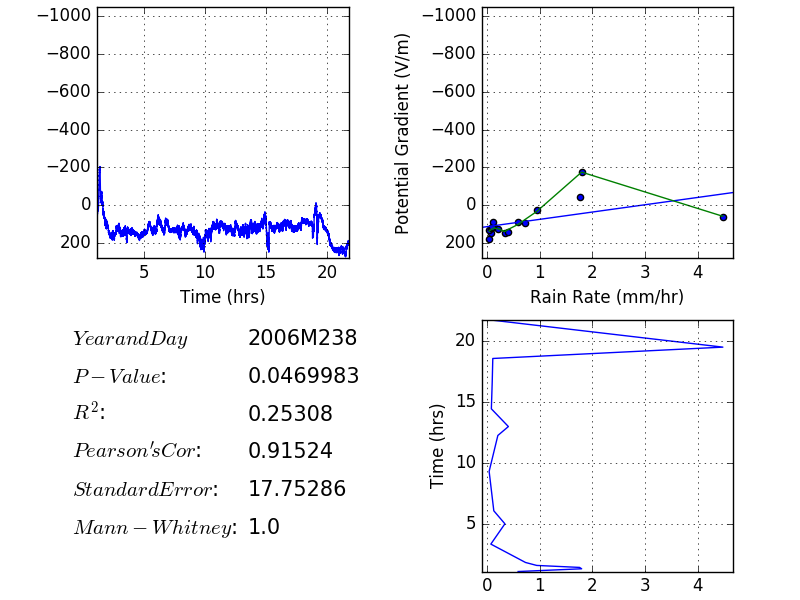 −1000
−800
−600
−400
−200
0
200
5 10 15 20
Time (hrs)
−1000
−800
−600
−400
−200
0
200
Potential Gradient (V/m)
0 1 2 3 4
Rain Rate (mm/hr)
YearandDay 2006M238
P−Value: 0.0469983
R²: 0.25308
Pearson'sCor: 0.91524
StandardError: 17.75286
Mann−Whitney: 1.0
20
15
10
5
Time (hrs)
0 1 2 3 4